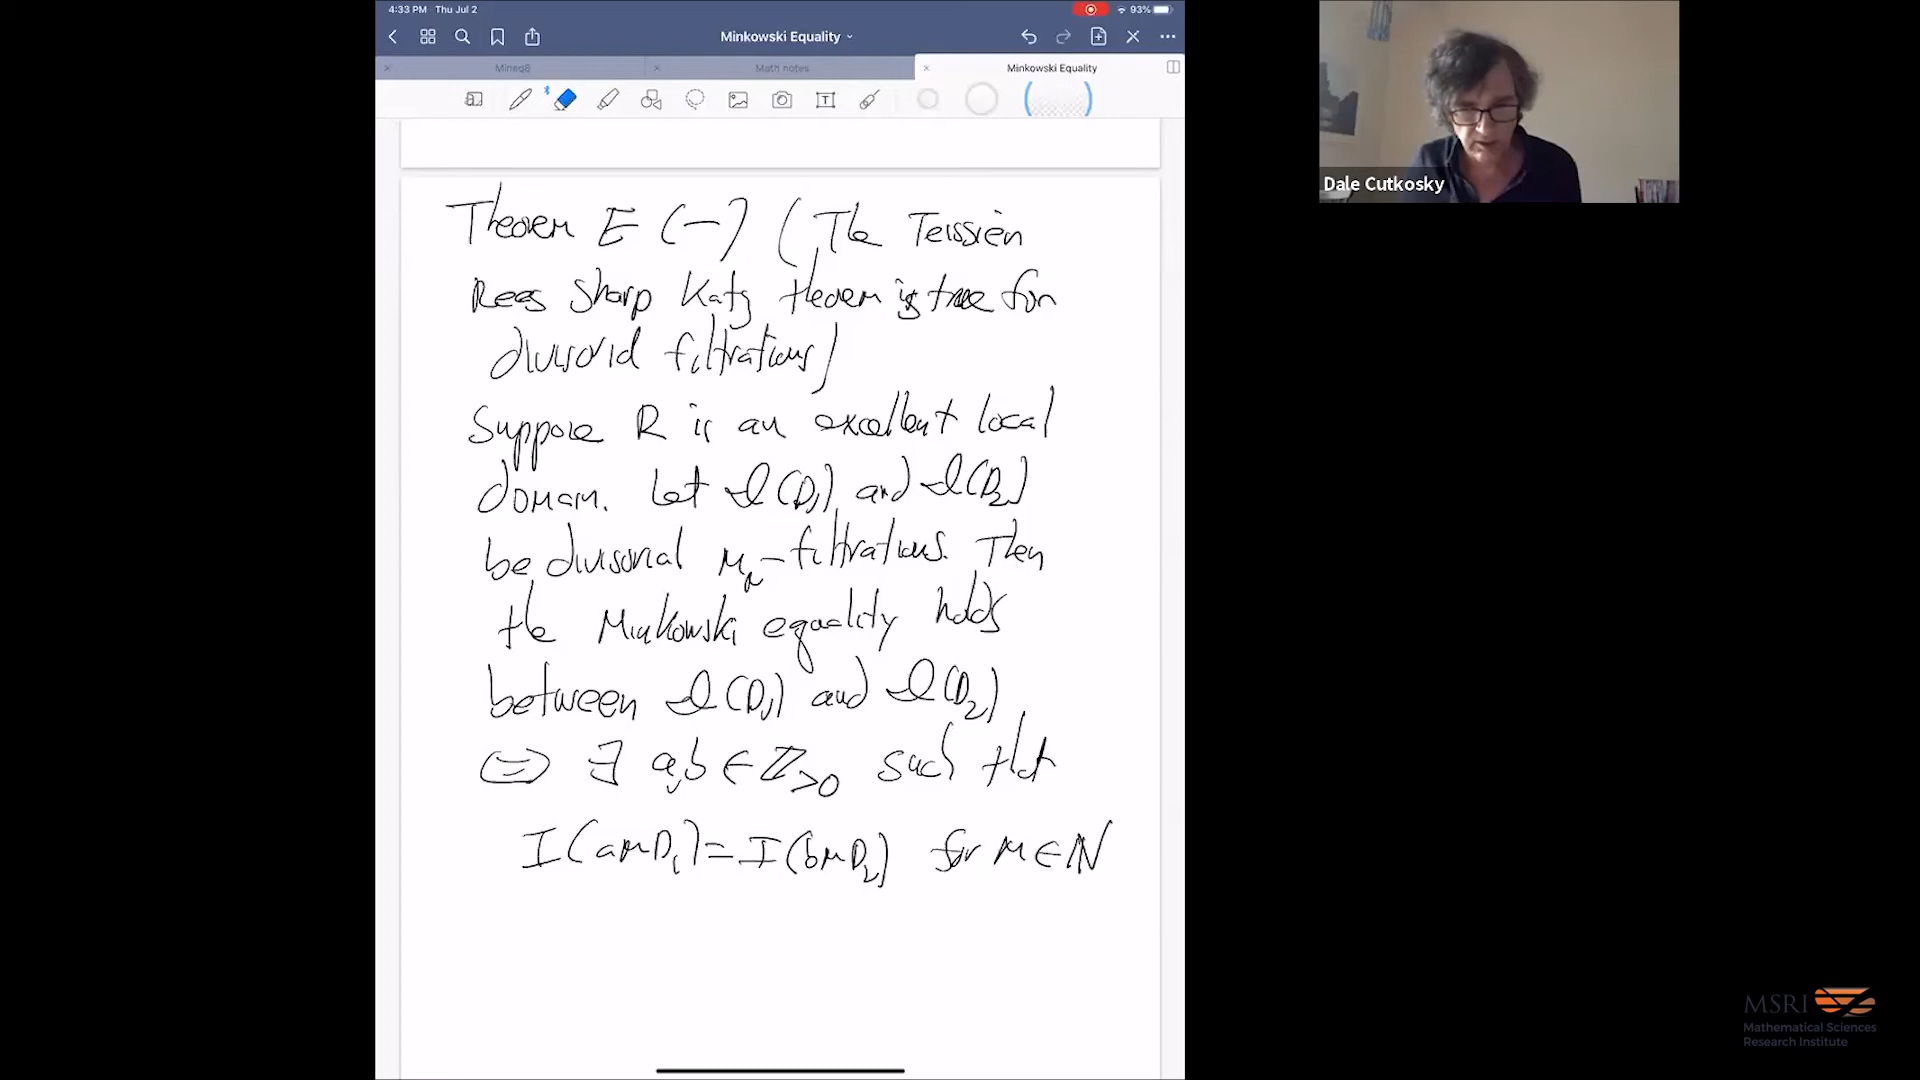 4:33 PM Thu Jul 2
93%
Minkowski Equality
Mineq8
Math notes
Minkowski Equality
Theorem E (—) (The Teissier
Rees Sharp Katz theorem is true for
divisorial filtrations)
Suppose R is an excellent local
domain. Let I(D₁) and I(D₂)
be divisorial m_R-filtrations. Then
the Minkowski equality holds
between I(D₁) and I(D₂)
⇔ ∃ a,b ∈ ℤ_>0 such that
I(amD₁) = I(bmD₂) for m ∈ ℕ
Dale Cutkosky
MSRI
Mathematical Sciences
Research Institute